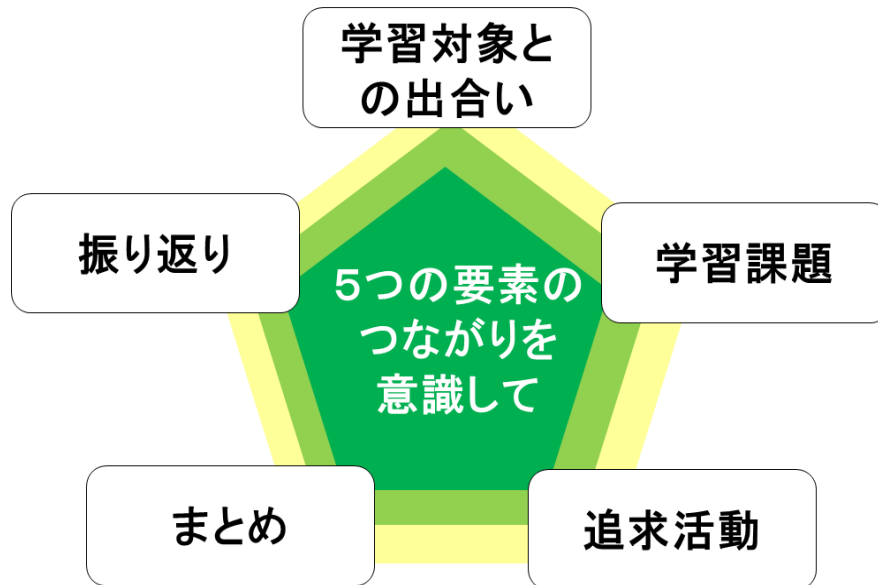 学習対象と
の出合い
振り返り
学習課題
５つの要素の
つながりを
意識して
まとめ
追求活動